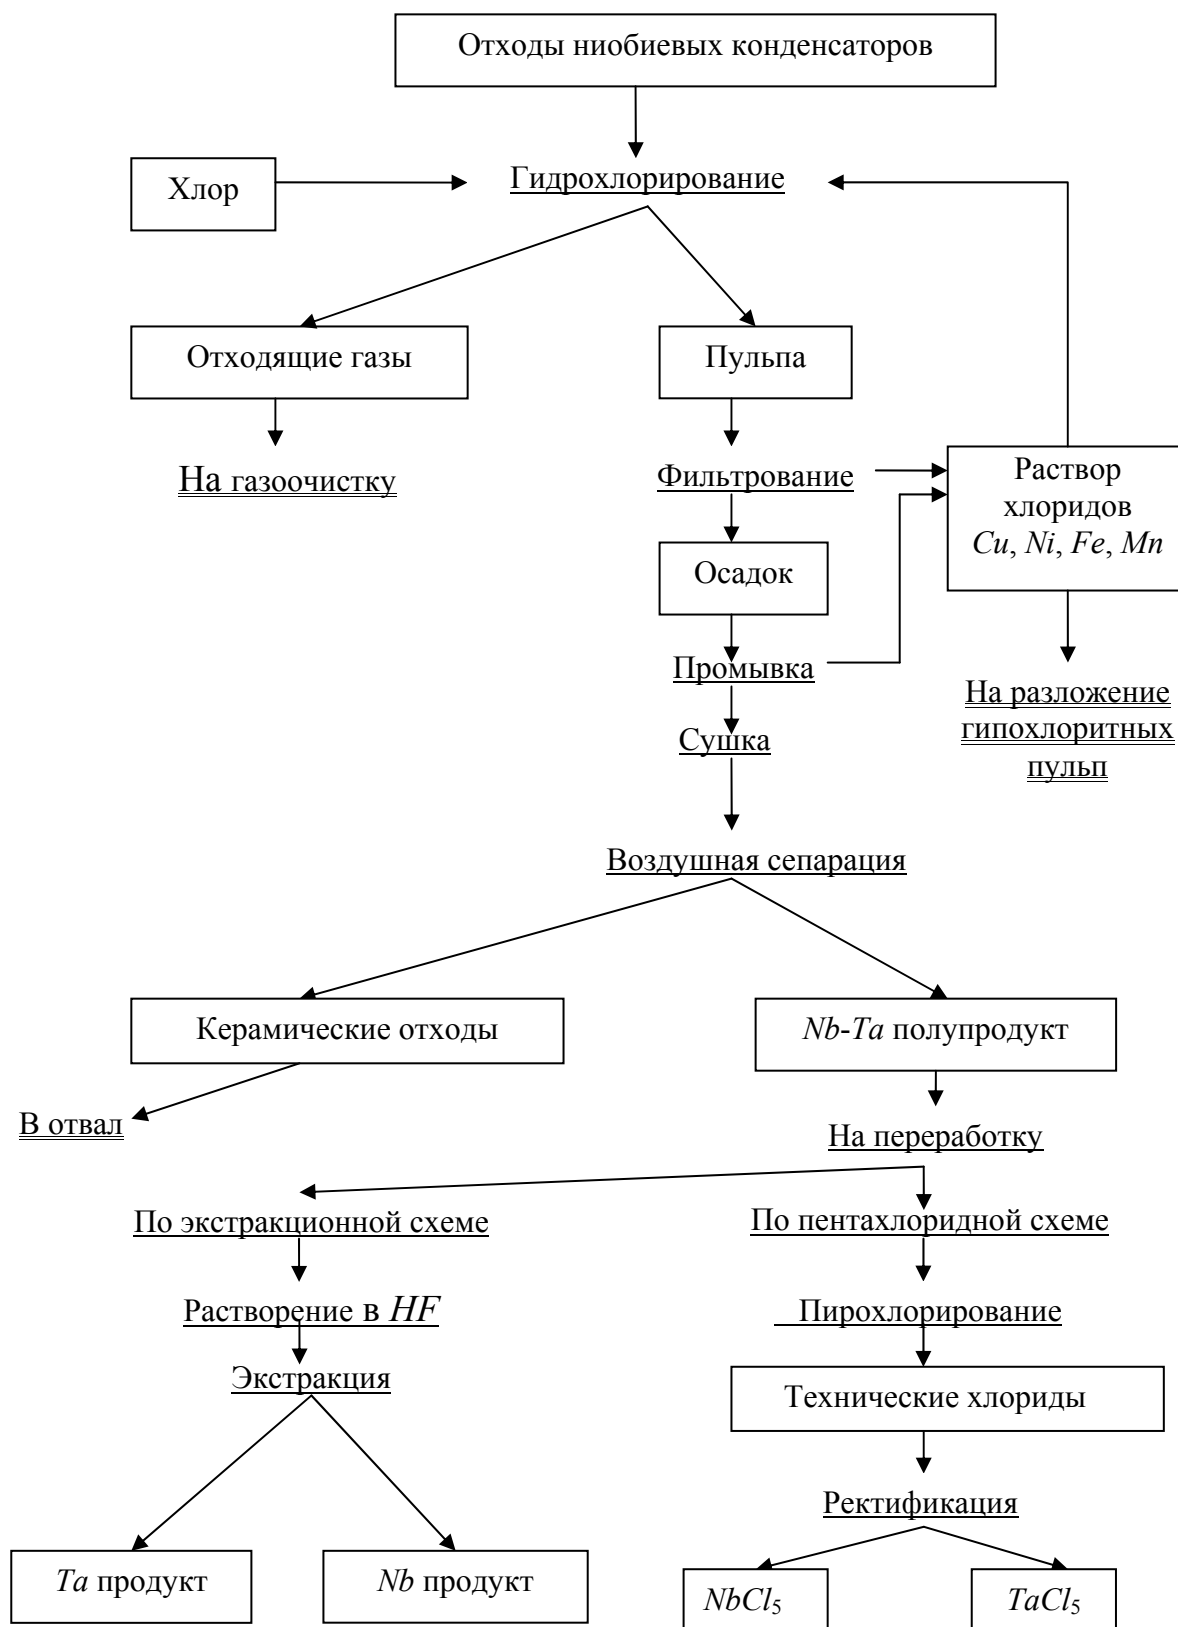 Отходы ниобиевых конденсаторов
Хлор
Гидрохлорирование
Отходящие газы
Пульпа
На газоочистку
Фильтрование
Раствор
хлоридов
Cu, Ni, Fe, Mn
Осадок
Промывка
На разложение
гипохлоритных
пульп
Сушка
Воздушная сепарация
Керамические отходы
Nb-Ta полупродукт
В отвал
На переработку
По экстракционной схеме
По пентахлоридной схеме
Растворение в HF
Пирохлорирование
Экстракция
Технические хлориды
Ректификация
Ta продукт
Nb продукт
NbCl5
TaCl5